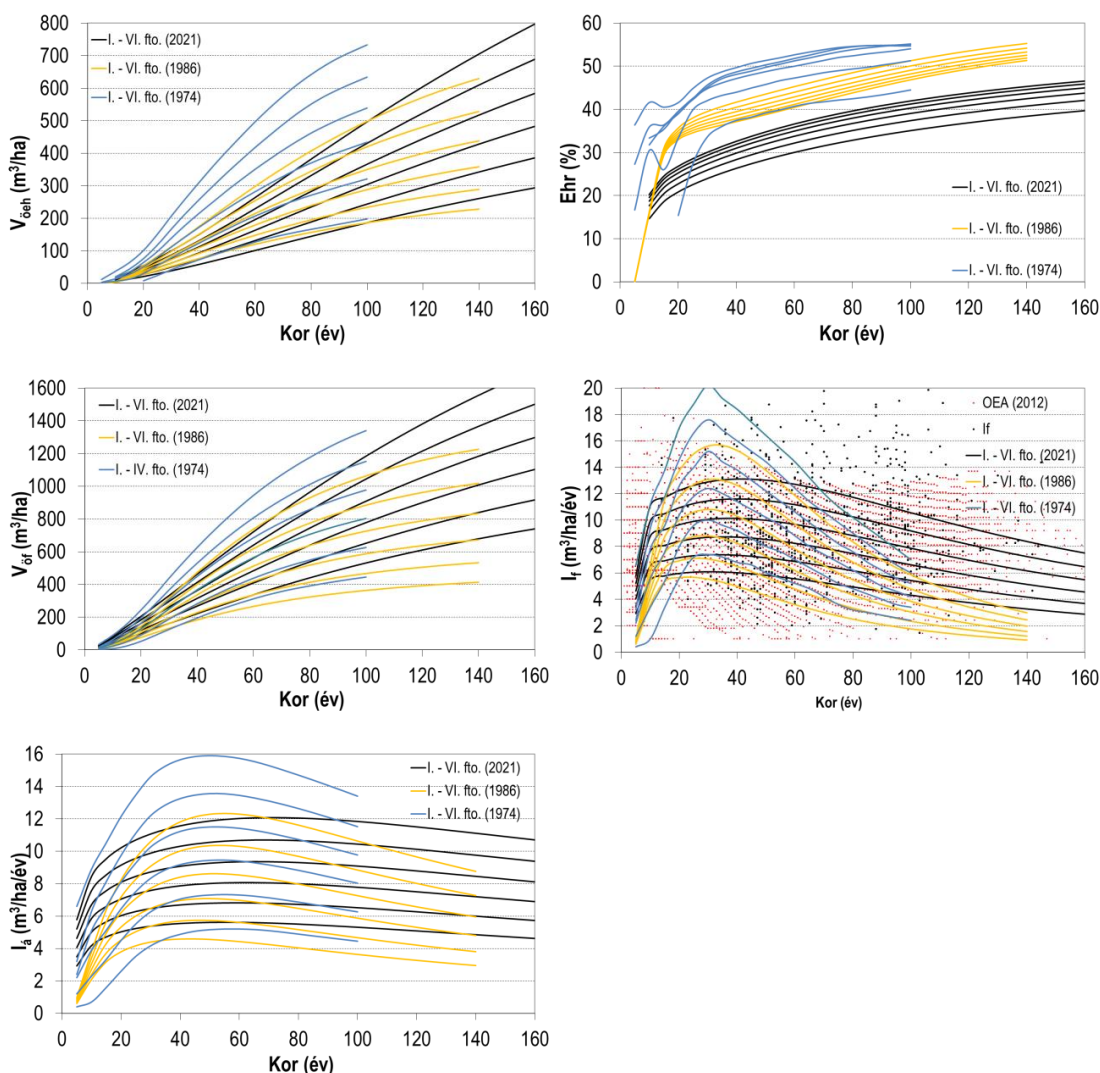 V_öeh (m³/ha)
800
700
600
500
400
300
200
100
0
I. - VI. fto. (2021)
I. - VI. fto. (1986)
I. - VI. fto. (1974)
0 20 40 60 80 100 120 140 160
Kor (év)
Ehr (%)
60
50
40
30
20
10
0
I. - VI. fto. (2021)
I. - VI. fto. (1986)
I. - VI. fto. (1974)
0 20 40 60 80 100 120 140 160
Kor (év)
V_öf (m³/ha)
1600
1400
1200
1000
800
600
400
200
0
I. - VI. fto. (2021)
I. - VI. fto. (1986)
I. - IV. fto. (1974)
0 20 40 60 80 100 120 140 160
Kor (év)
I_f (m³/ha/év)
20
18
16
14
12
10
8
6
4
2
0
OEA (2012)
If
I. - VI. fto. (2021)
I. - VI. fto. (1986)
I. - VI. fto. (1974)
0 20 40 60 80 100 120 140 160
Kor (év)
I_á (m³/ha/év)
16
14
12
10
8
6
4
2
0
I. - VI. fto. (2021)
I. - VI. fto. (1986)
I. - VI. fto. (1974)
0 20 40 60 80 100 120 140 160
Kor (év)